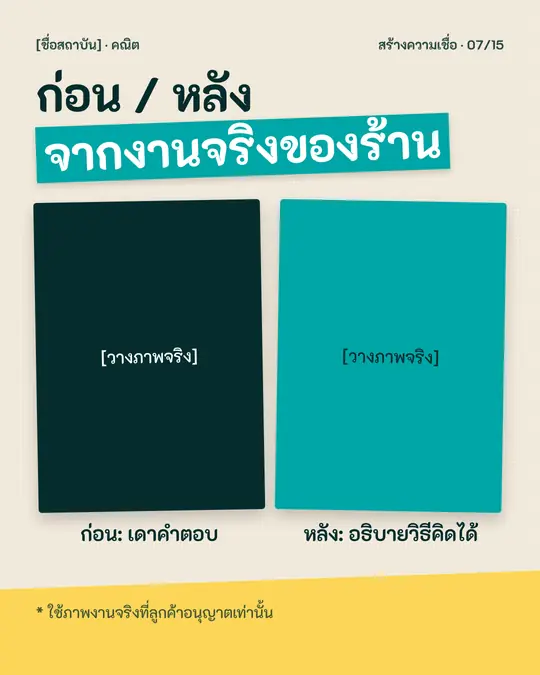 [ชื่อสถาบัน] · คณิต
สร้างความเชื่อ · 07/15
ก่อน / หลัง
จากงานจริงของร้าน
[วางภาพจริง]
[วางภาพจริง]
ก่อน: เดาคำตอบ
หลัง: อธิบายวิธีคิดได้
* ใช้ภาพงานจริงที่ลูกค้าอนุญาตเท่านั้น